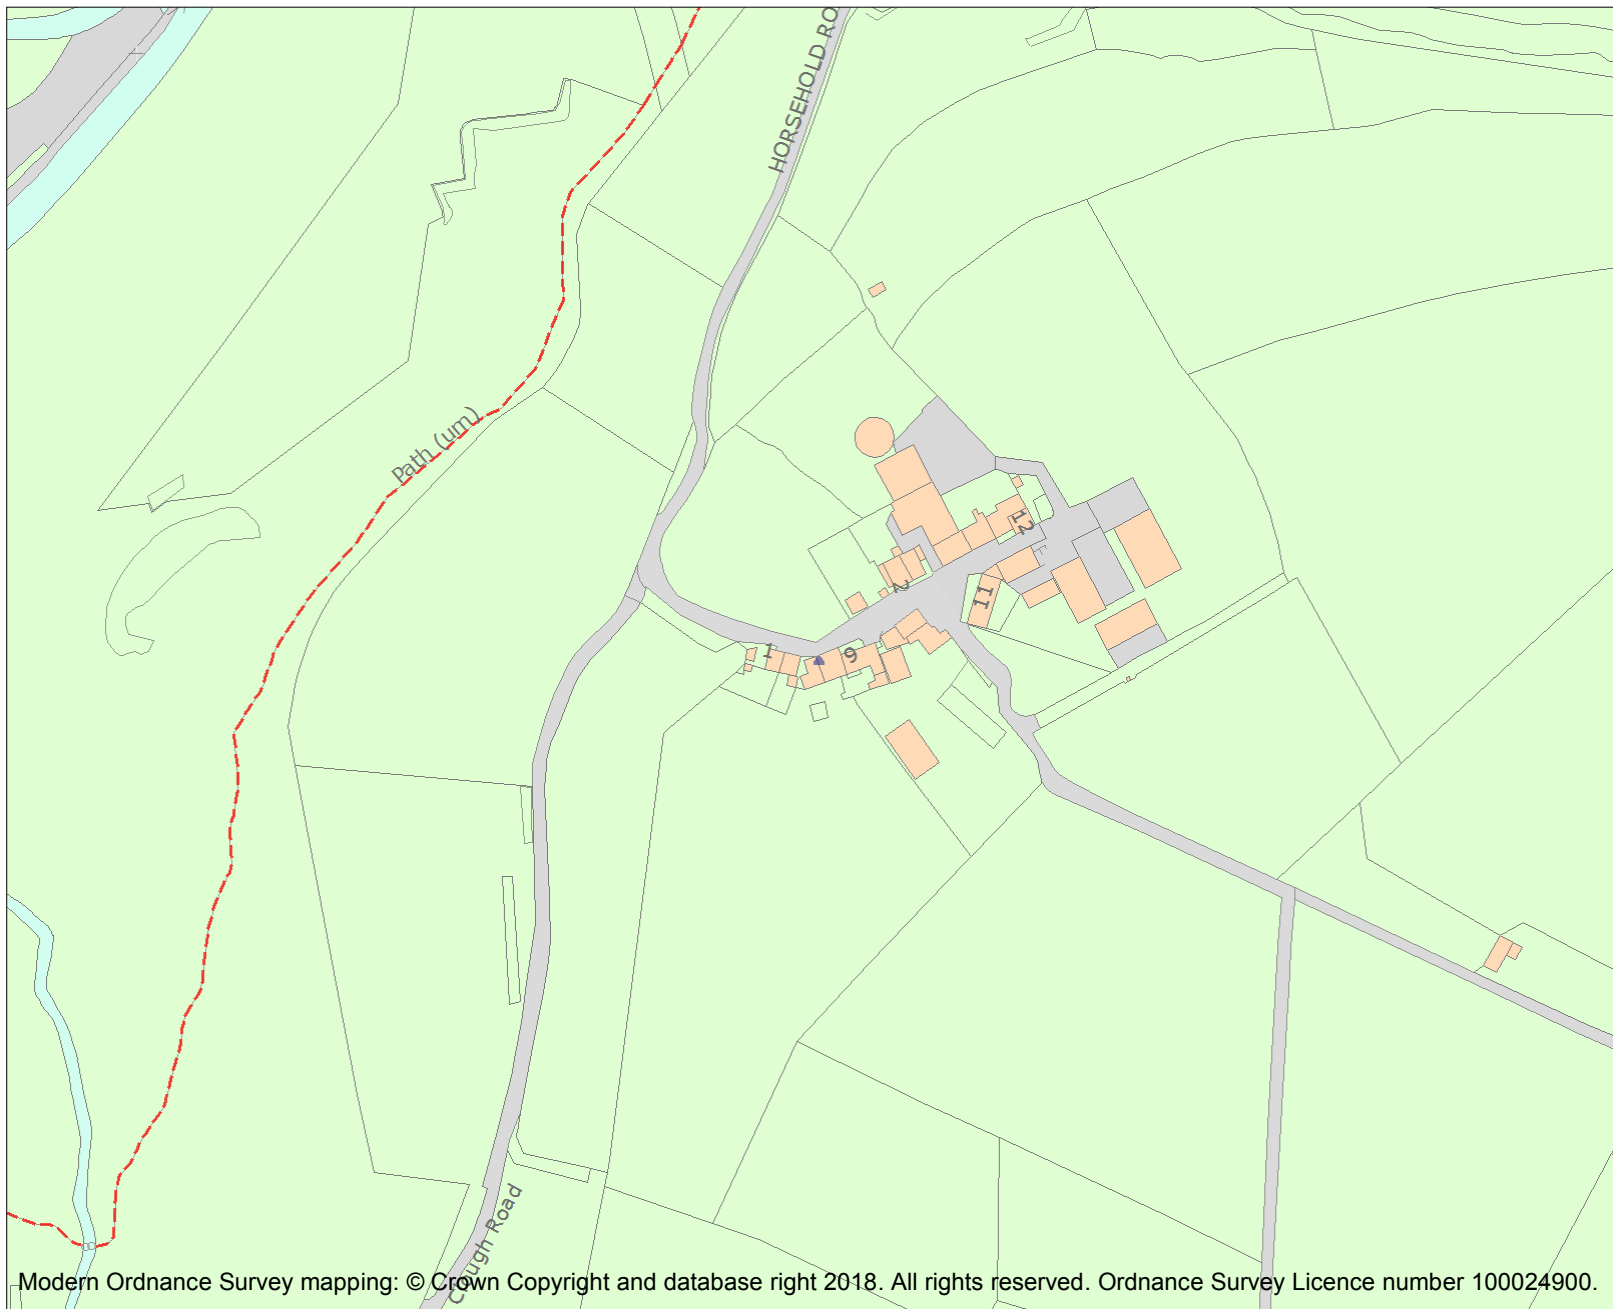 HORSEHOLD RO
Path (um)
12
2
11
1
9
Clough Road
Modern Ordnance Survey mapping: © Crown Copyright and database right 2018. All rights reserved. Ordnance Survey Licence number 100024900.